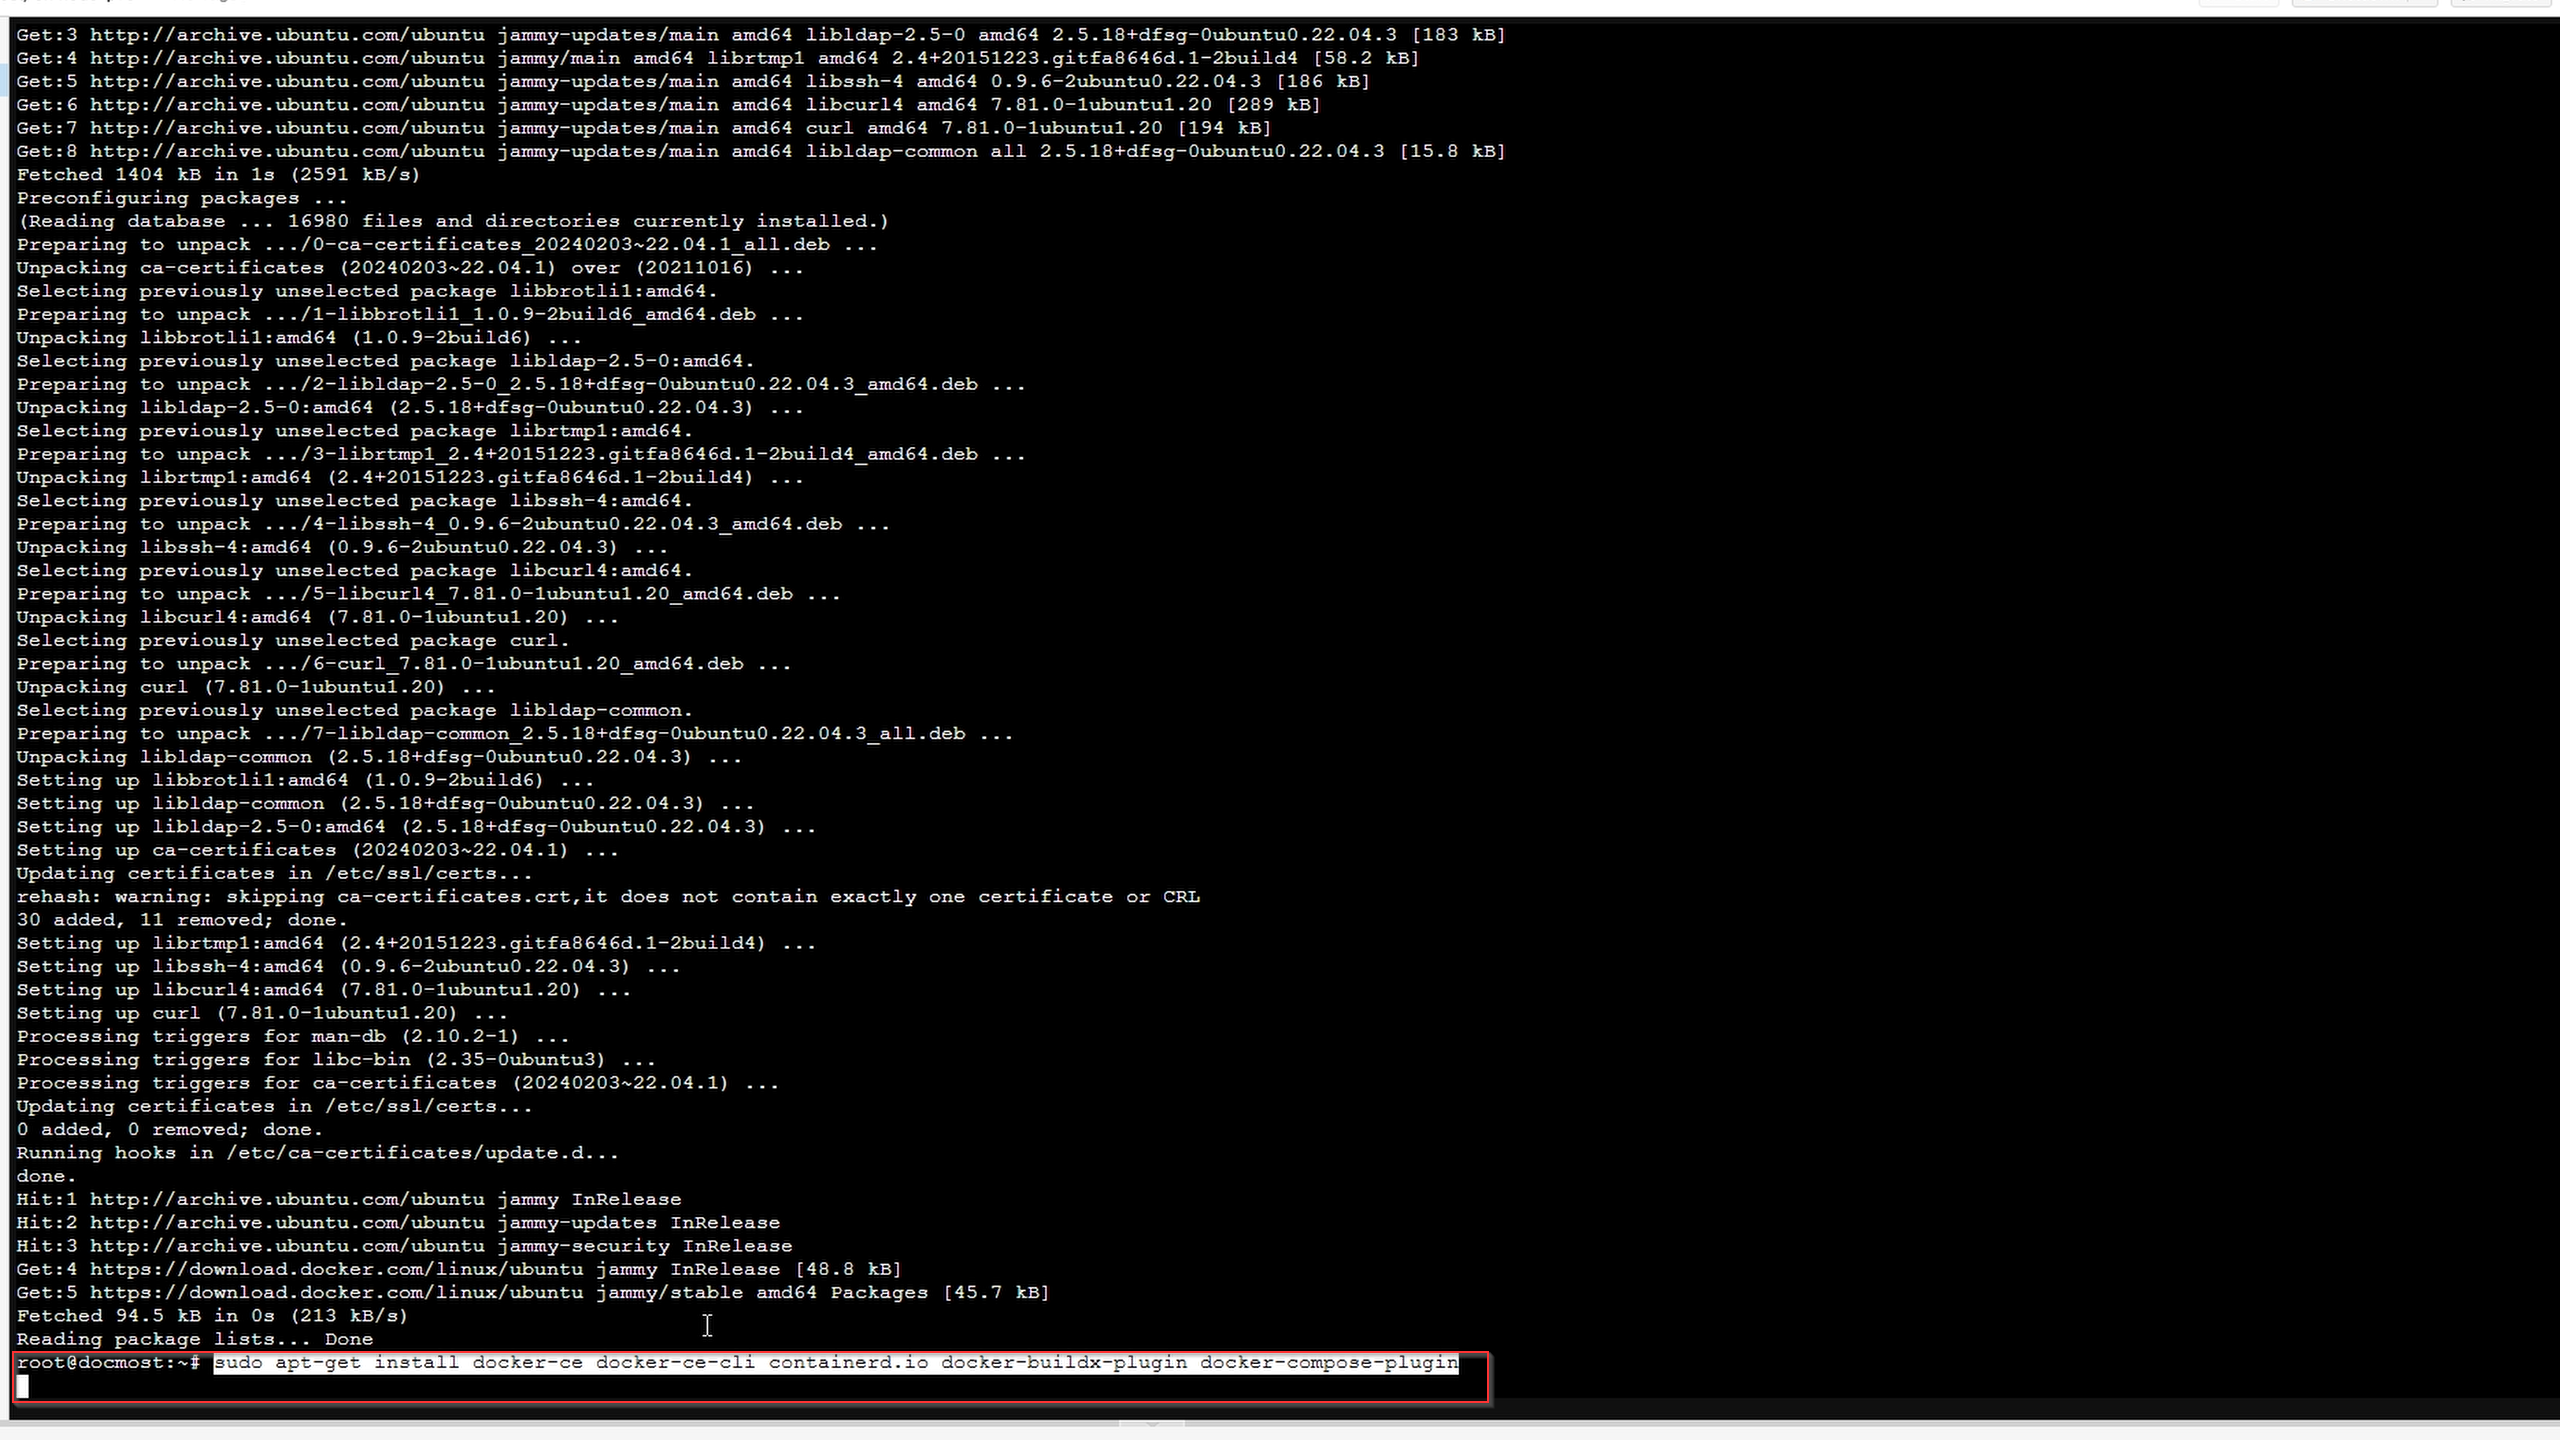 Get:3 http://archive.ubuntu.com/ubuntu jammy-updates/main amd64 libldap-2.5-0 amd64 2.5.18+dfsg-0ubuntu0.22.04.3 [183 kB]
Get:4 http://archive.ubuntu.com/ubuntu jammy/main amd64 librtmp1 amd64 2.4+20151223.gitfa8646d.1-2build4 [58.2 kB]
Get:5 http://archive.ubuntu.com/ubuntu jammy-updates/main amd64 libssh-4 amd64 0.9.6-2ubuntu0.22.04.3 [186 kB]
Get:6 http://archive.ubuntu.com/ubuntu jammy-updates/main amd64 libcurl4 amd64 7.81.0-1ubuntu1.20 [289 kB]
Get:7 http://archive.ubuntu.com/ubuntu jammy-updates/main amd64 curl amd64 7.81.0-1ubuntu1.20 [194 kB]
Get:8 http://archive.ubuntu.com/ubuntu jammy-updates/main amd64 libldap-common all 2.5.18+dfsg-0ubuntu0.22.04.3 [15.8 kB]
Fetched 1404 kB in 1s (2591 kB/s)
Preconfiguring packages ...
(Reading database ... 16980 files and directories currently installed.)
Preparing to unpack .../0-ca-certificates_20240203~22.04.1_all.deb ...
Unpacking ca-certificates (20240203~22.04.1) over (20211016) ...
Selecting previously unselected package libbrotli1:amd64.
Preparing to unpack .../1-libbrotli1_1.0.9-2build6_amd64.deb ...
Unpacking libbrotli1:amd64 (1.0.9-2build6) ...
Selecting previously unselected package libldap-2.5-0:amd64.
Preparing to unpack .../2-libldap-2.5-0_2.5.18+dfsg-0ubuntu0.22.04.3_amd64.deb ...
Unpacking libldap-2.5-0:amd64 (2.5.18+dfsg-0ubuntu0.22.04.3) ...
Selecting previously unselected package librtmp1:amd64.
Preparing to unpack .../3-librtmp1_2.4+20151223.gitfa8646d.1-2build4_amd64.deb ...
Unpacking librtmp1:amd64 (2.4+20151223.gitfa8646d.1-2build4) ...
Selecting previously unselected package libssh-4:amd64.
Preparing to unpack .../4-libssh-4_0.9.6-2ubuntu0.22.04.3_amd64.deb ...
Unpacking libssh-4:amd64 (0.9.6-2ubuntu0.22.04.3) ...
Selecting previously unselected package libcurl4:amd64.
Preparing to unpack .../5-libcurl4_7.81.0-1ubuntu1.20_amd64.deb ...
Unpacking libcurl4:amd64 (7.81.0-1ubuntu1.20) ...
Selecting previously unselected package curl.
Preparing to unpack .../6-curl_7.81.0-1ubuntu1.20_amd64.deb ...
Unpacking curl (7.81.0-1ubuntu1.20) ...
Selecting previously unselected package libldap-common.
Preparing to unpack .../7-libldap-common_2.5.18+dfsg-0ubuntu0.22.04.3_all.deb ...
Unpacking libldap-common (2.5.18+dfsg-0ubuntu0.22.04.3) ...
Setting up libbrotli1:amd64 (1.0.9-2build6) ...
Setting up libldap-common (2.5.18+dfsg-0ubuntu0.22.04.3) ...
Setting up libldap-2.5-0:amd64 (2.5.18+dfsg-0ubuntu0.22.04.3) ...
Setting up ca-certificates (20240203~22.04.1) ...
Updating certificates in /etc/ssl/certs...
rehash: warning: skipping ca-certificates.crt,it does not contain exactly one certificate or CRL
30 added, 11 removed; done.
Setting up librtmp1:amd64 (2.4+20151223.gitfa8646d.1-2build4) ...
Setting up libssh-4:amd64 (0.9.6-2ubuntu0.22.04.3) ...
Setting up libcurl4:amd64 (7.81.0-1ubuntu1.20) ...
Setting up curl (7.81.0-1ubuntu1.20) ...
Processing triggers for man-db (2.10.2-1) ...
Processing triggers for libc-bin (2.35-0ubuntu3) ...
Processing triggers for ca-certificates (20240203~22.04.1) ...
Updating certificates in /etc/ssl/certs...
0 added, 0 removed; done.
Running hooks in /etc/ca-certificates/update.d...
done.
Hit:1 http://archive.ubuntu.com/ubuntu jammy InRelease
Hit:2 http://archive.ubuntu.com/ubuntu jammy-updates InRelease
Hit:3 http://archive.ubuntu.com/ubuntu jammy-security InRelease
Get:4 https://download.docker.com/linux/ubuntu jammy InRelease [48.8 kB]
Get:5 https://download.docker.com/linux/ubuntu jammy/stable amd64 Packages [45.7 kB]
Fetched 94.5 kB in 0s (213 kB/s)
Reading package lists... Done
root@docmost:~# sudo apt-get install docker-ce docker-ce-cli containerd.io docker-buildx-plugin docker-compose-plugin